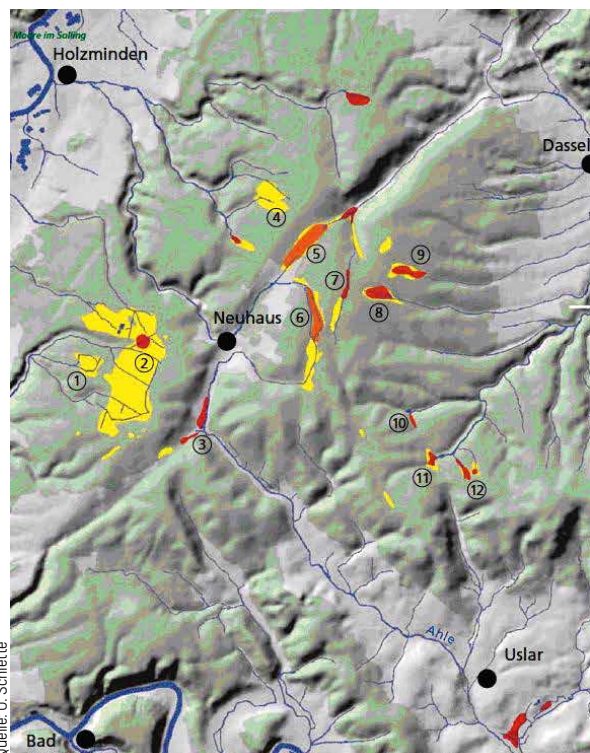 Moore im Solling
Holzminden
Dassel
④
⑤
⑨
⑦
⑧
Neuhaus
⑥
②
①
③
⑩
⑪
⑫
Ahle
Uslar
Bad
Quelle: O. Schlette